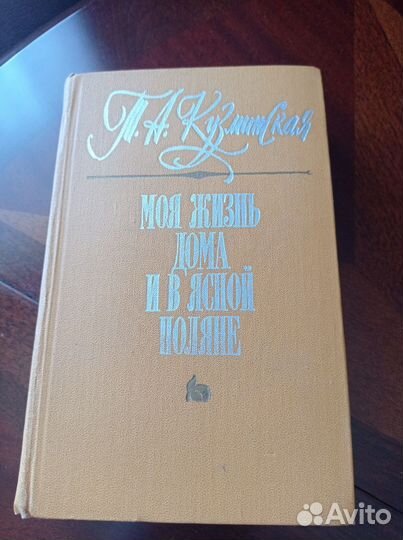 Т. А. Кузминская
МОЯ ЖИЗНЬ
ДОМА
И В ЯСНОЙ
ПОЛЯНЕ
Avito